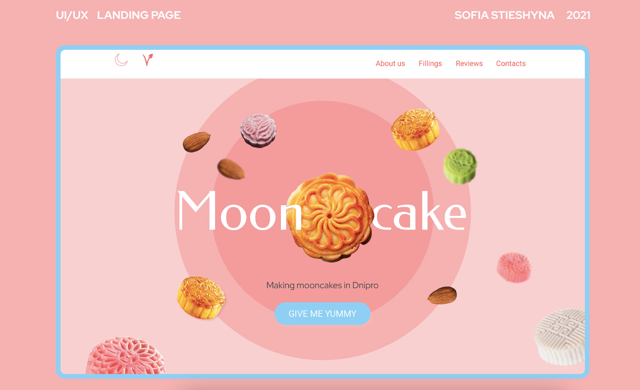 UI/UX LANDING PAGE
SOFIA STIESHYNA 2021
About us Fillings Reviews Contacts
Moon cake
Making mooncakes in Dnipro
GIVE ME YUMMY